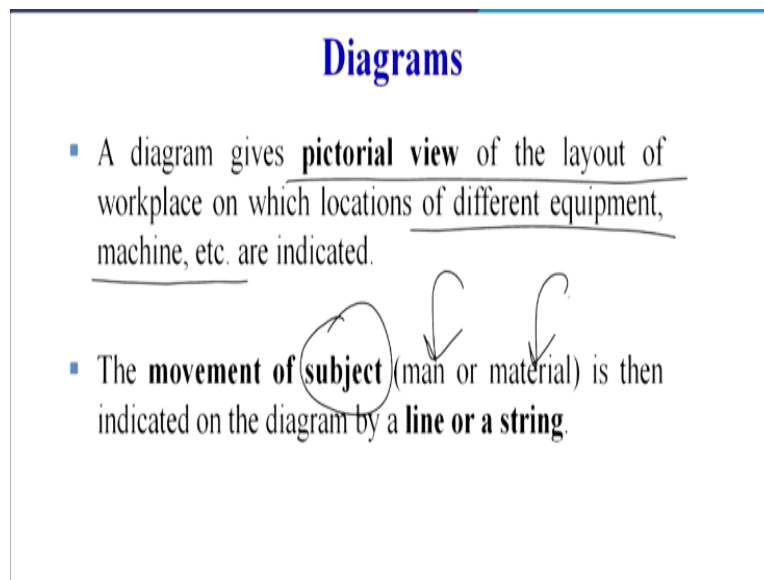 Diagrams
▪ A diagram gives pictorial view of the layout of
workplace on which locations of different equipment,
machine, etc. are indicated.
▪ The movement of subject (man or material) is then
indicated on the diagram by a line or a string.